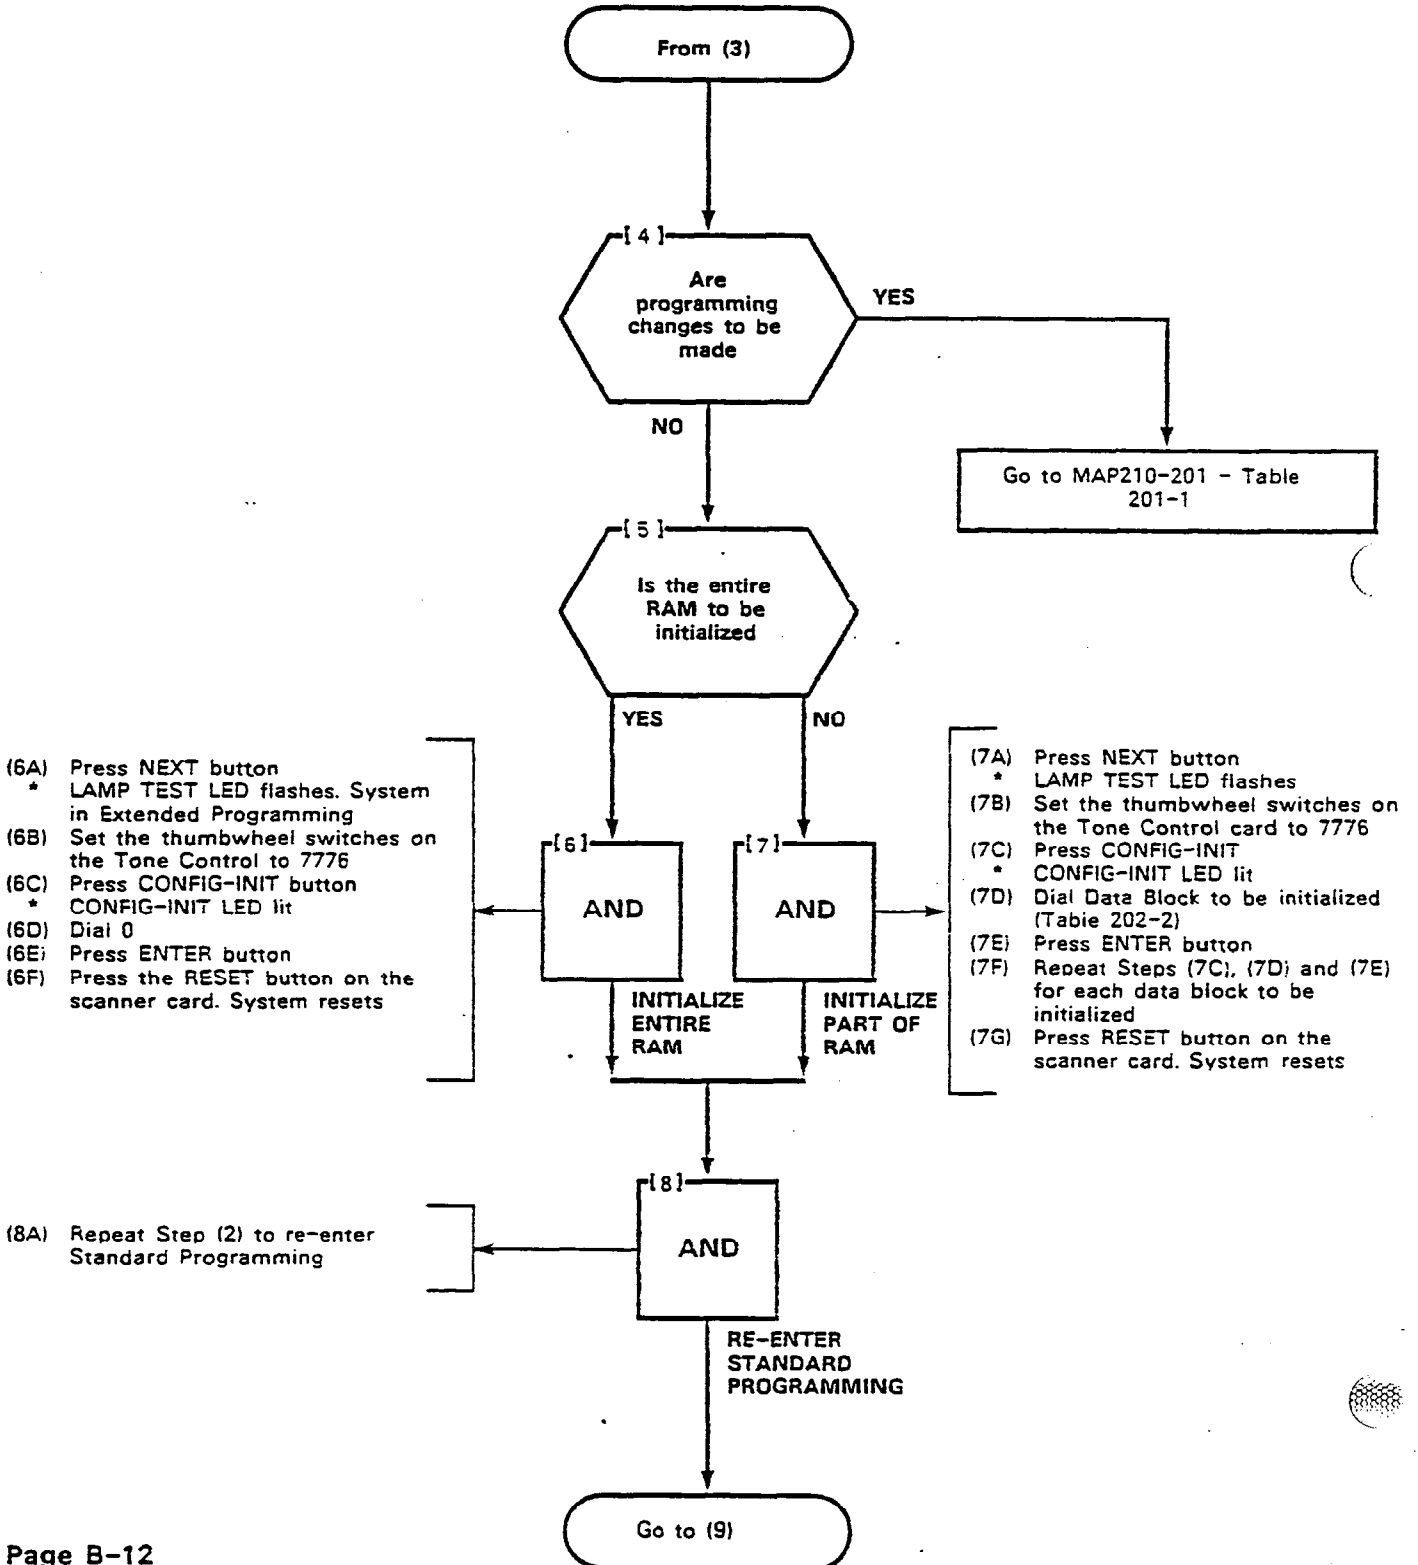 From (3)
[4]
Are
programming
changes to be
made
YES
NO
Go to MAP210-201 - Table
201-1
[5]
Is the entire
RAM to be
initialized
YES
NO
(6A) Press NEXT button
* LAMP TEST LED flashes. System
in Extended Programming
(6B) Set the thumbwheel switches on
the Tone Control to 7776
(6C) Press CONFIG-INIT button
* CONFIG-INIT LED lit
(6D) Dial 0
(6E) Press ENTER button
(6F) Press the RESET button on the
scanner card. System resets
[6]
AND
INITIALIZE
ENTIRE
RAM
[7]
AND
INITIALIZE
PART OF
RAM
(7A) Press NEXT button
* LAMP TEST LED flashes
(7B) Set the thumbwheel switches on
the Tone Control card to 7776
(7C) Press CONFIG-INIT
* CONFIG-INIT LED lit
(7D) Dial Data Block to be initialized
(Table 202-2)
(7E) Press ENTER button
(7F) Repeat Steps (7C), (7D) and (7E)
for each data block to be
initialized
(7G) Press RESET button on the
scanner card. System resets
(8A) Repeat Step (2) to re-enter
Standard Programming
[8]
AND
RE-ENTER
STANDARD
PROGRAMMING
Go to (9)
Page B-12